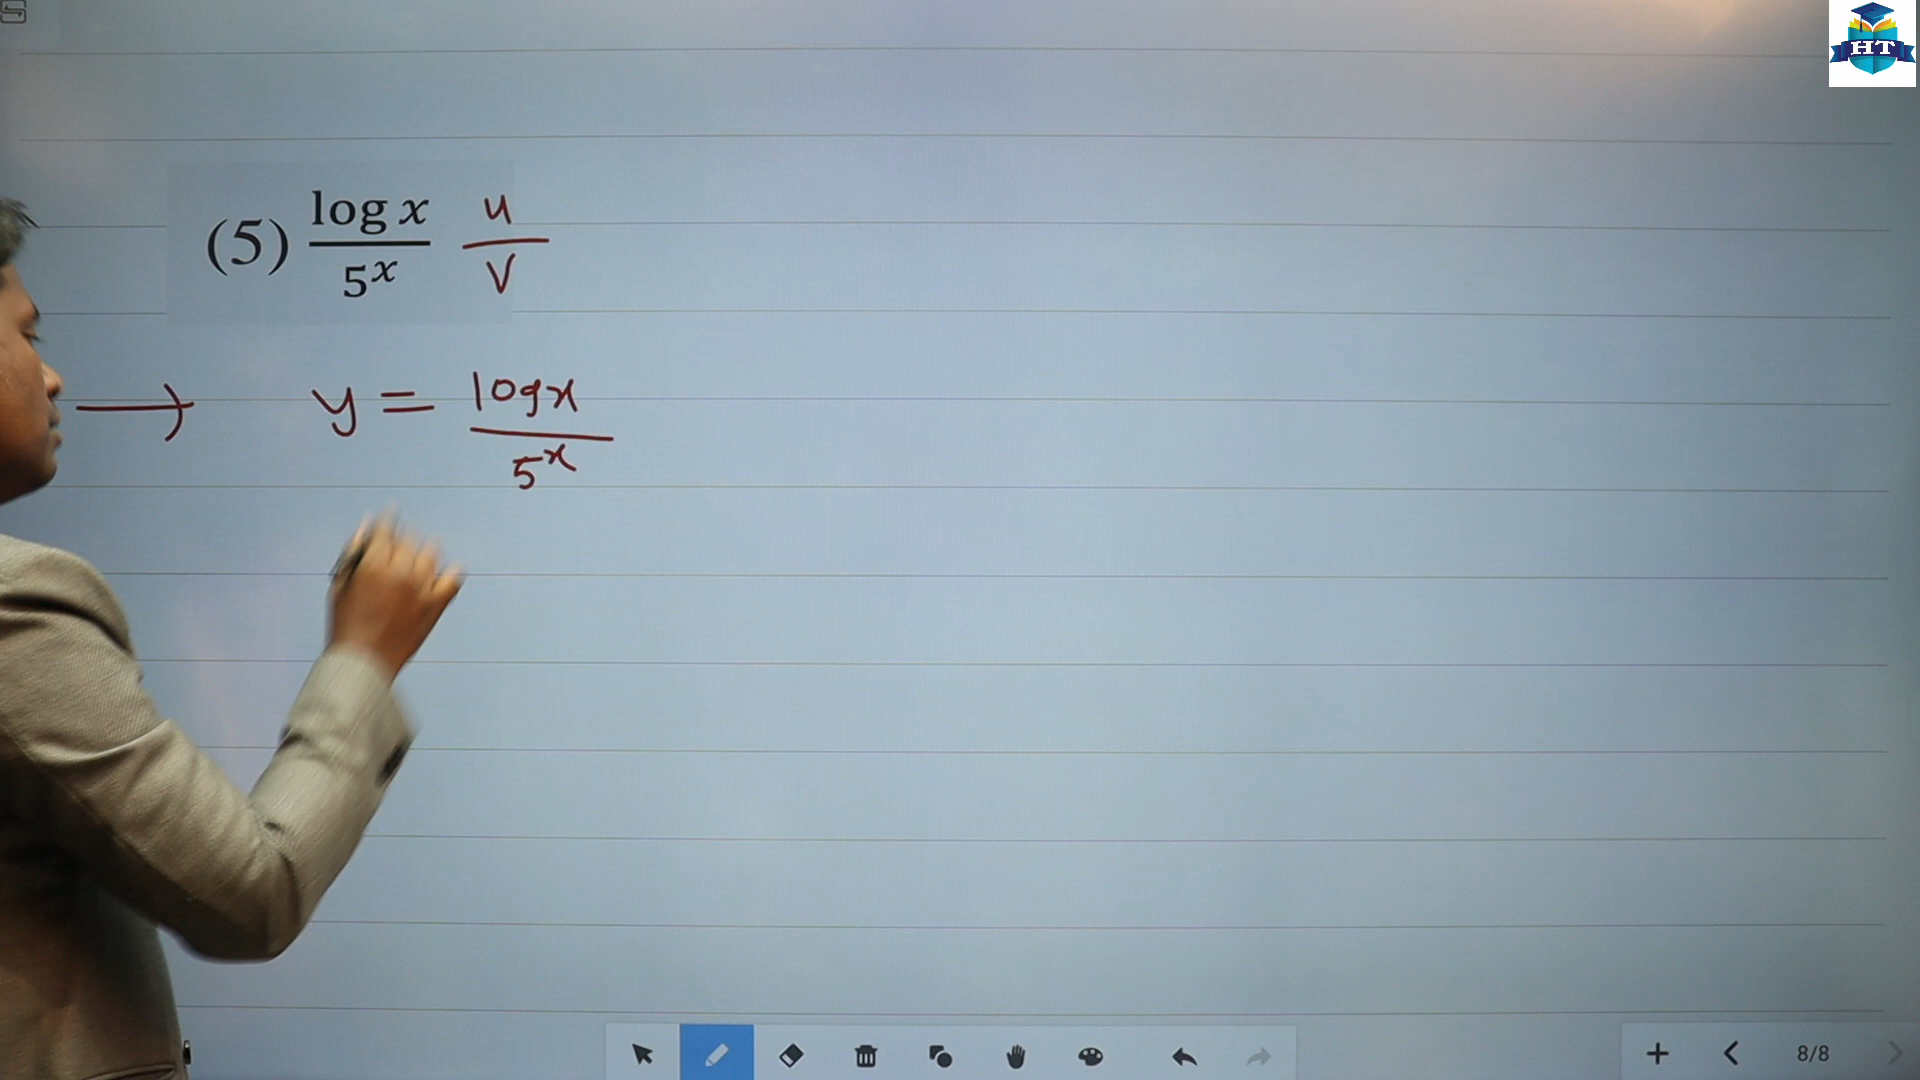 HT
(5) log x / 5^x u / v
y = log x / 5^x
8/8